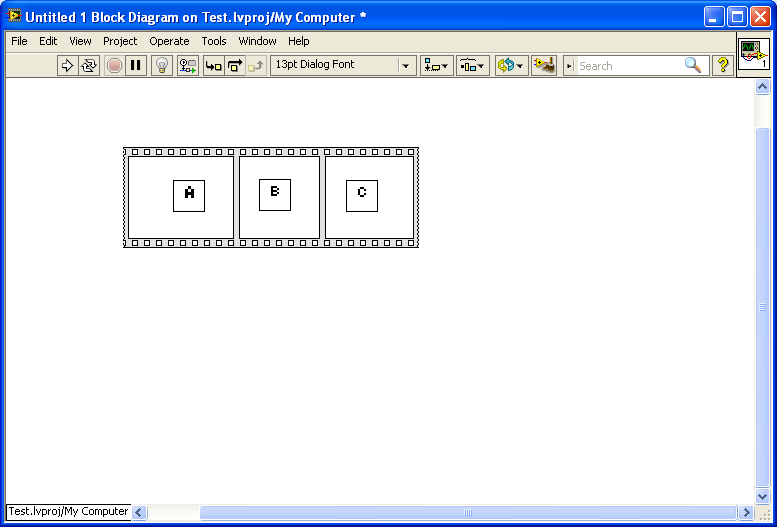 Untitled 1 Block Diagram on Test.lvproj/My Computer *
File Edit View Project Operate Tools Window Help
13pt Dialog Font Search ? 1
A B C
Test.lvproj/My Computer